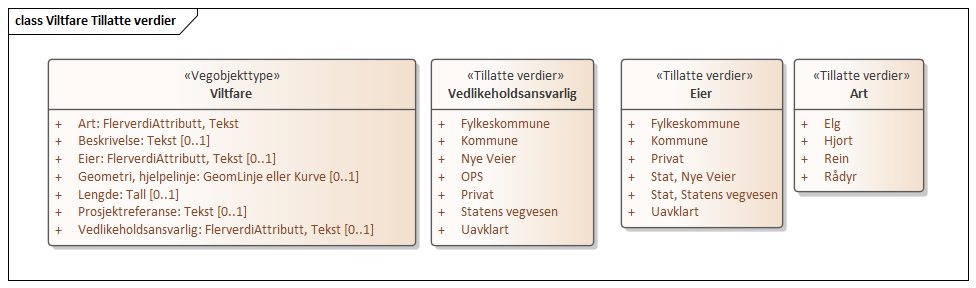 class Viltfare Tillatte verdier
«Vegobjekttype»
Viltfare
+ Art: FlerverdiAttributt, Tekst
+ Beskrivelse: Tekst [0..1]
+ Eier: FlerverdiAttributt, Tekst [0..1]
+ Geometri, hjelpelinje: GeomLinje eller Kurve [0..1]
+ Lengde: Tall [0..1]
+ Prosjektreferanse: Tekst [0..1]
+ Vedlikeholdsansvarlig: FlerverdiAttributt, Tekst [0..1]
«Tillatte verdier»
Vedlikeholdsansvarlig
+ Fylkeskommune
+ Kommune
+ Nye Veier
+ OPS
+ Privat
+ Statens vegvesen
+ Uavklart
«Tillatte verdier»
Eier
+ Fylkeskommune
+ Kommune
+ Privat
+ Stat, Nye Veier
+ Stat, Statens vegvesen
+ Uavklart
«Tillatte verdier»
Art
+ Elg
+ Hjort
+ Rein
+ Rådyr